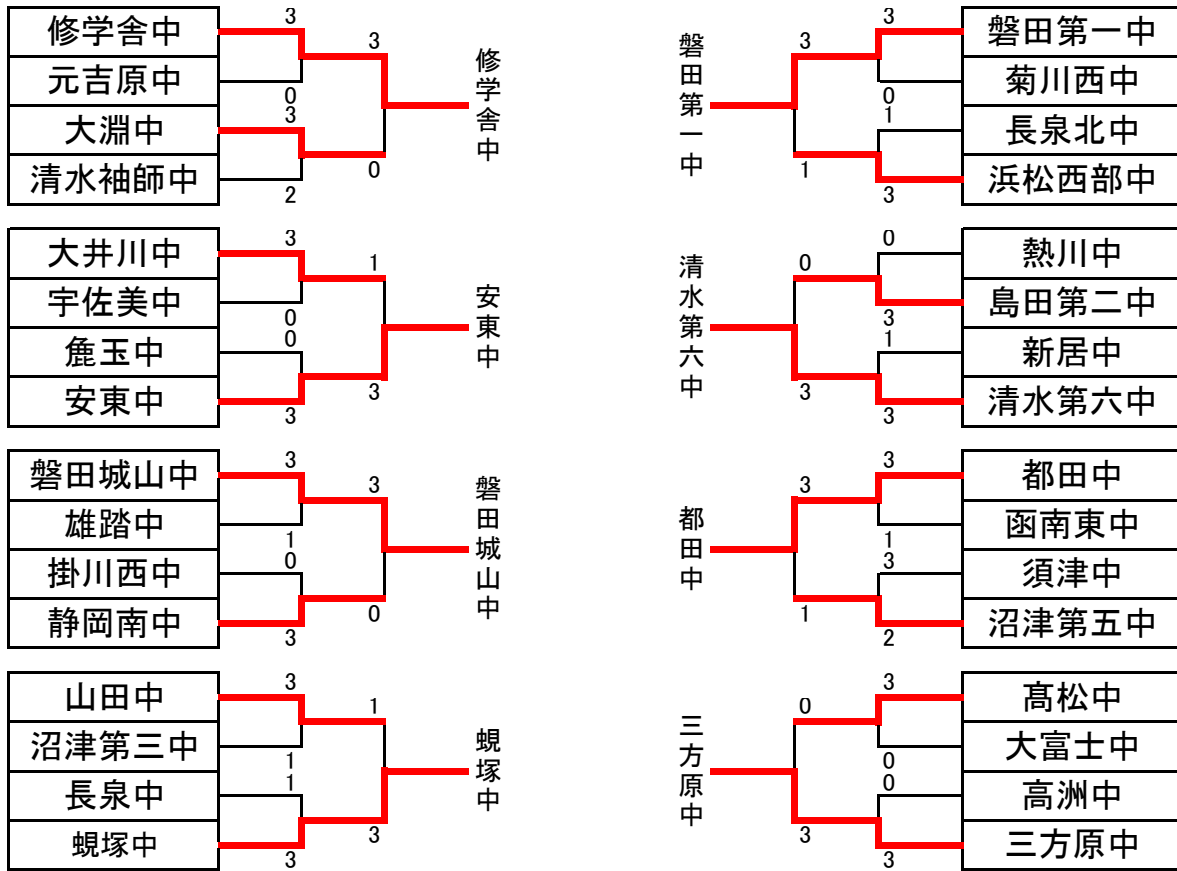 修学舎中
元吉原中
大淵中
清水袖師中
3
0
3
2
3
0
修学舎中
大井川中
宇佐美中
麁玉中
安東中
3
0
0
3
1
3
安東中
磐田城山中
雄踏中
掛川西中
静岡南中
3
1
0
3
3
0
磐田城山中
山田中
沼津第三中
長泉中
蜆塚中
3
1
1
3
1
3
蜆塚中
磐田第一中
3
1
3
0
1
3
磐田第一中
菊川西中
長泉北中
浜松西部中
清水第六中
0
3
0
3
1
3
熱川中
島田第二中
新居中
清水第六中
都田中
3
1
3
1
3
2
都田中
函南東中
須津中
沼津第五中
三方原中
0
3
3
0
0
3
髙松中
大富士中
高洲中
三方原中